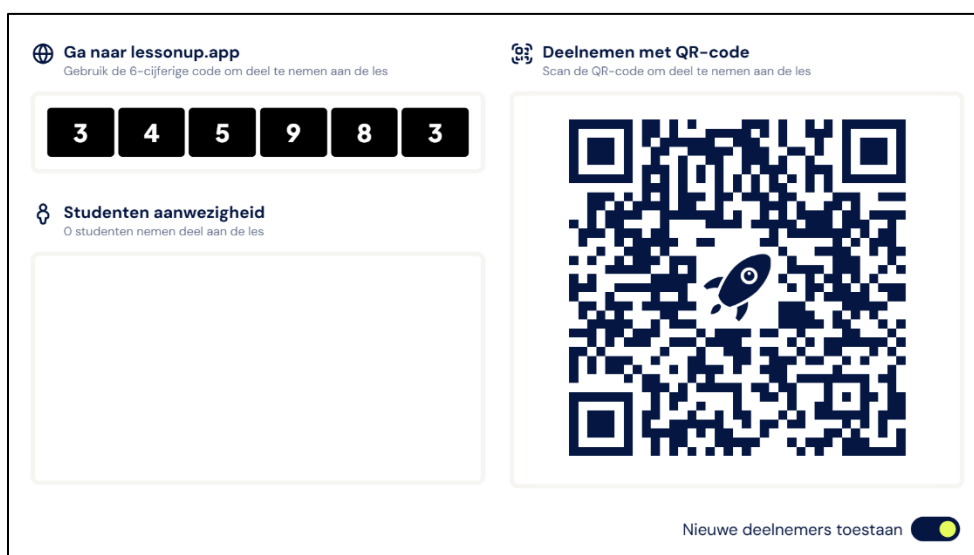 Ga naar lessonup.app
Gebruik de 6-cijferige code om deel te nemen aan de les
3 4 5 9 8 3
Studenten aanwezigheid
0 studenten nemen deel aan de les
Deelnemen met QR-code
Scan de QR-code om deel te nemen aan de les
Nieuwe deelnemers toestaan